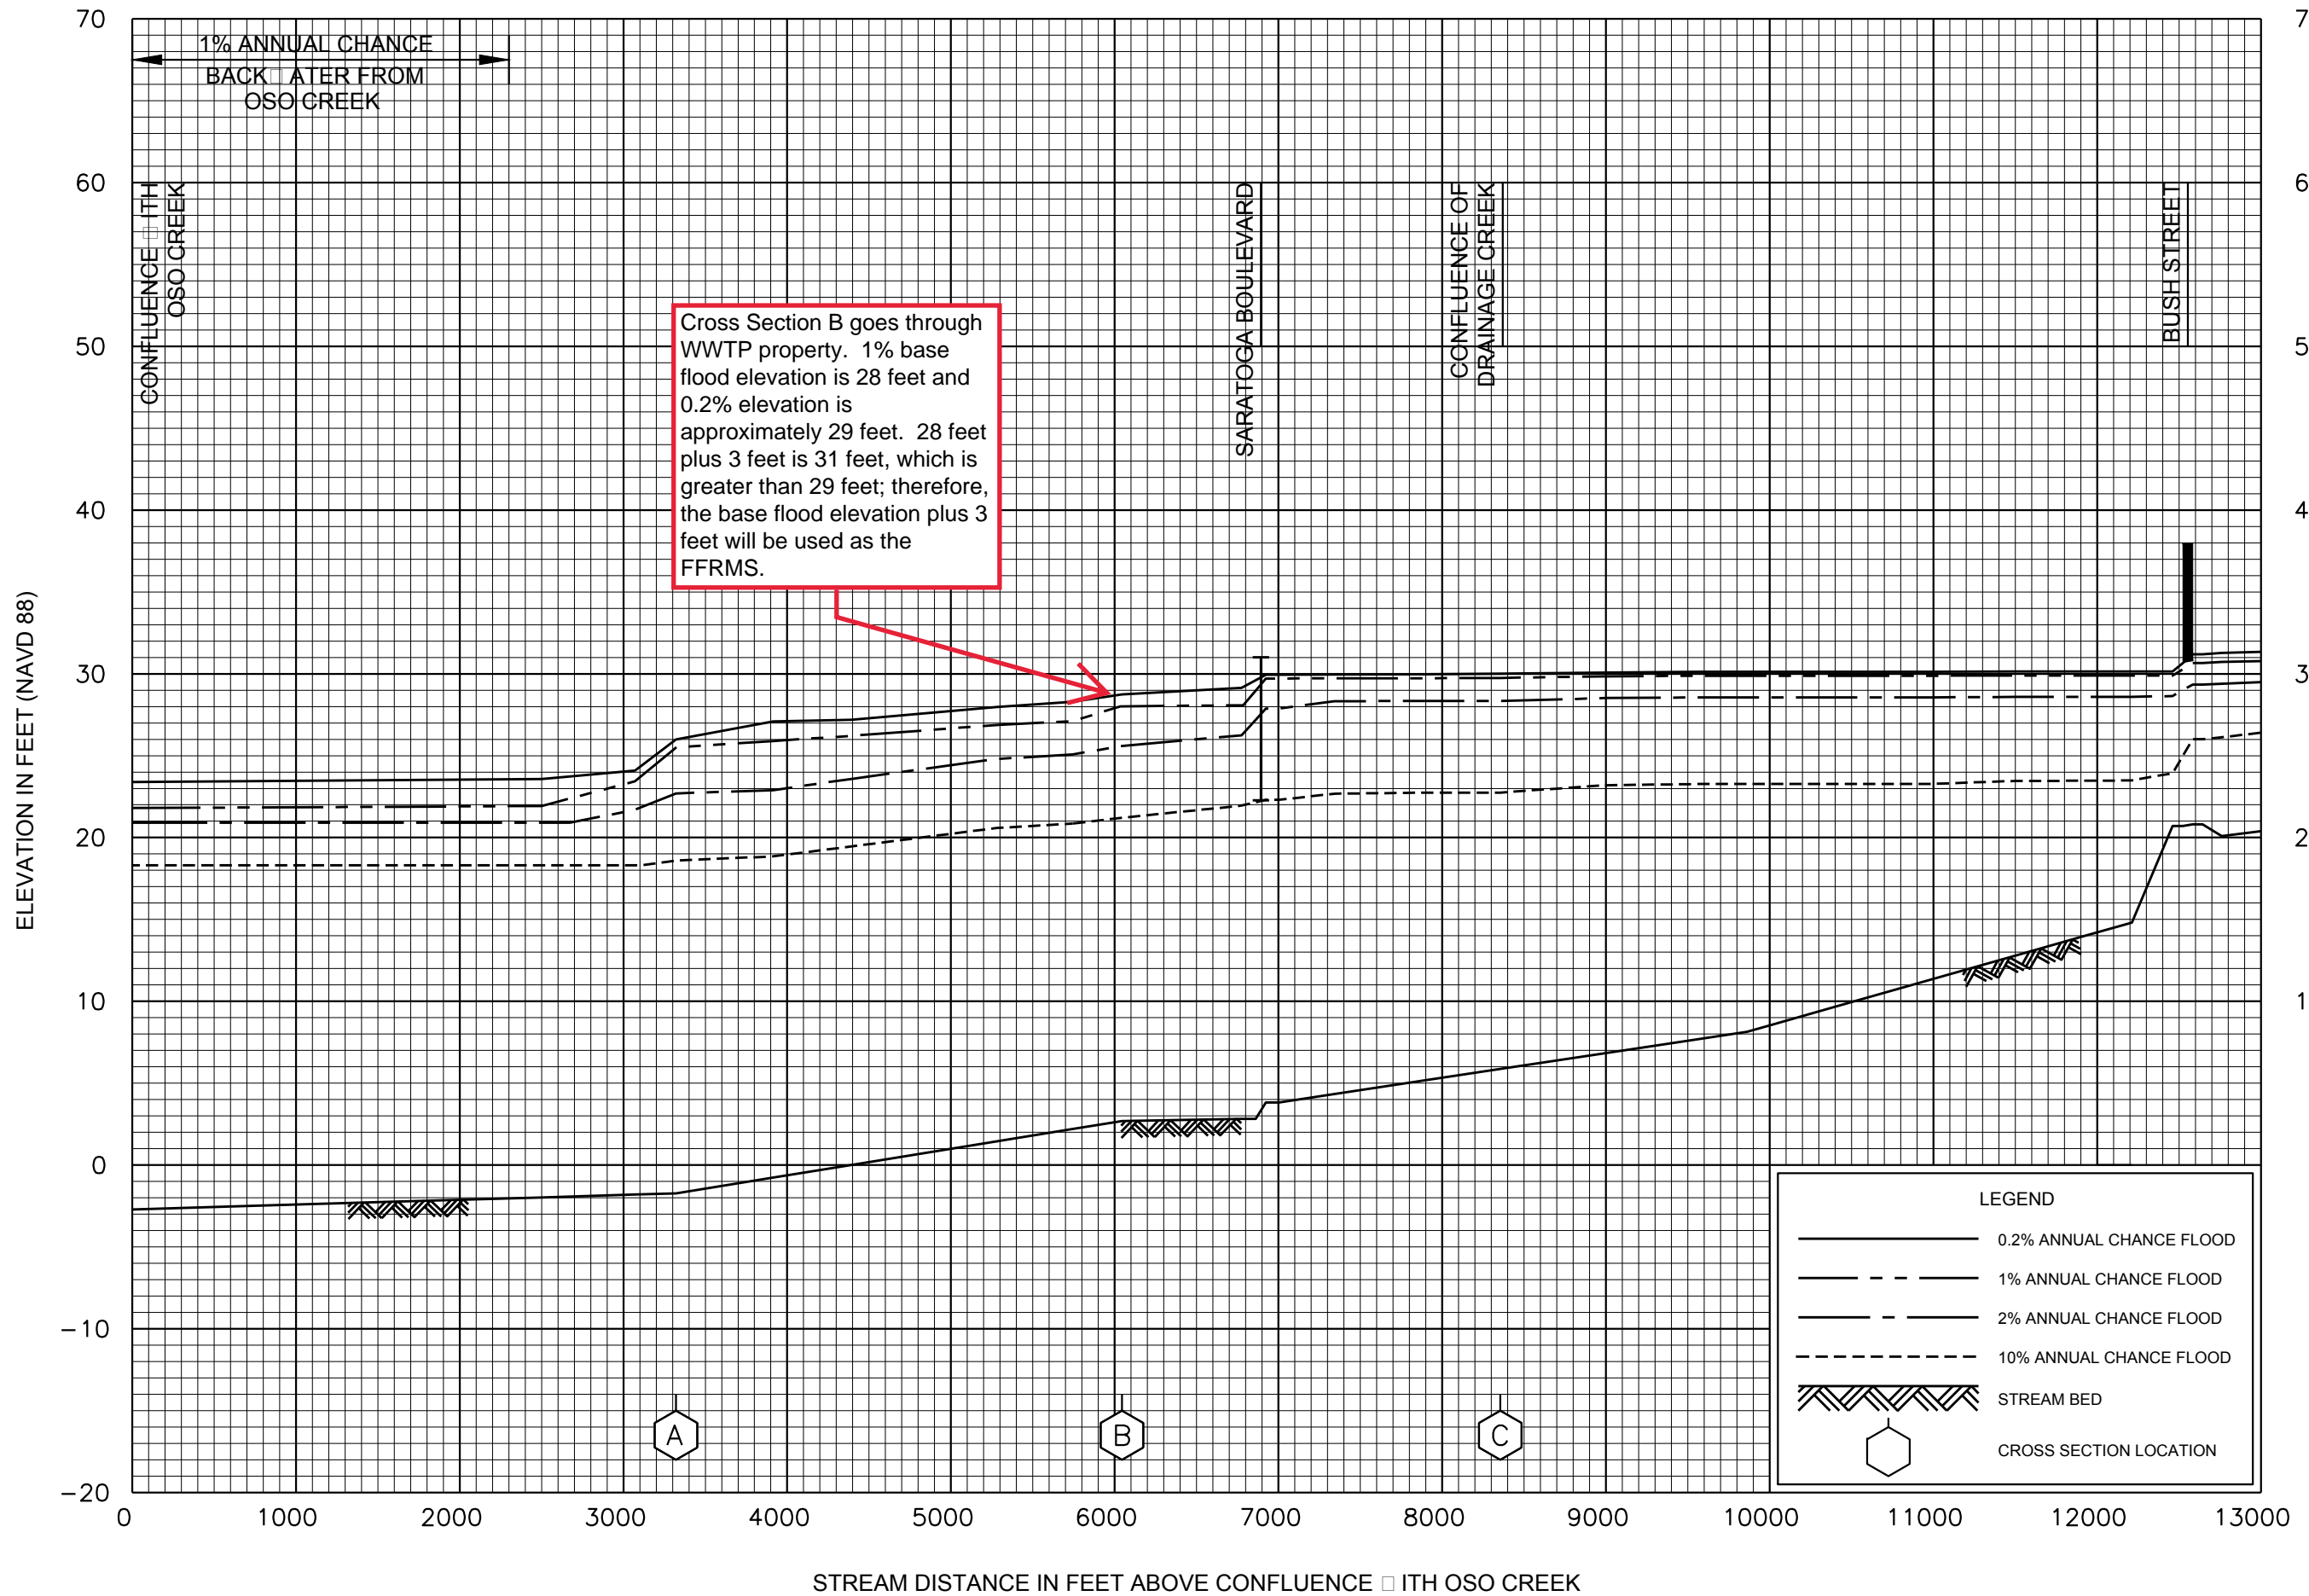 1% ANNUAL CHANCE
BACK□ATER FROM
OSO CREEK
CONFLUENCE □ITH
OSO CREEK
SARATOGA BOULEVARD
CONFLUENCE OF
DRAINAGE CREEK
BUSH STREET
Cross Section B goes through
WWTP property.  1% base
flood elevation is 28 feet and
0.2% elevation is
approximately 29 feet.  28 feet
plus 3 feet is 31 feet, which is
greater than 29 feet; therefore,
the base flood elevation plus 3
feet will be used as the
FFRMS.
ELEVATION IN FEET (NAVD 88)
70
60
50
40
30
20
10
0
-10
-20
7
6
5
4
3
2
1
A
B
C
LEGEND
0.2% ANNUAL CHANCE FLOOD
1% ANNUAL CHANCE FLOOD
2% ANNUAL CHANCE FLOOD
10% ANNUAL CHANCE FLOOD
STREAM BED
CROSS SECTION LOCATION
0 1000 2000 3000 4000 5000 6000 7000 8000 9000 10000 11000 12000 13000
STREAM DISTANCE IN FEET ABOVE CONFLUENCE □ITH OSO CREEK